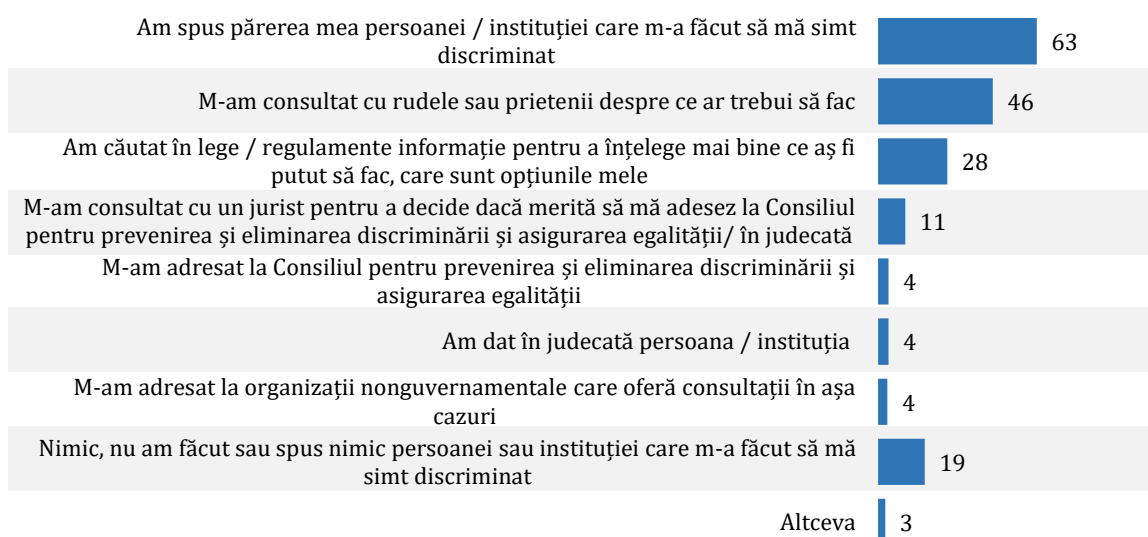 Am spus părerea mea persoanei / instituției care m-a făcut să mă simt
discriminat
63
M-am consultat cu rudele sau prietenii despre ce ar trebui să fac
46
Am căutat în lege / regulamente informație pentru a înțelege mai bine ce aș fi
putut să fac, care sunt opțiunile mele
28
M-am consultat cu un jurist pentru a decide dacă merită să mă adesez la Consiliul
pentru prevenirea și eliminarea discriminării și asigurarea egalității/ în judecată
11
M-am adresat la Consiliul pentru prevenirea și eliminarea discriminării și
asigurarea egalității
4
Am dat în judecată persoana / instituția
4
M-am adresat la organizații nonguvernamentale care oferă consultații în așa
cazuri
4
Nimic, nu am făcut sau spus nimic persoanei sau instituției care m-a făcut să mă
simt discriminat
19
Altceva
3